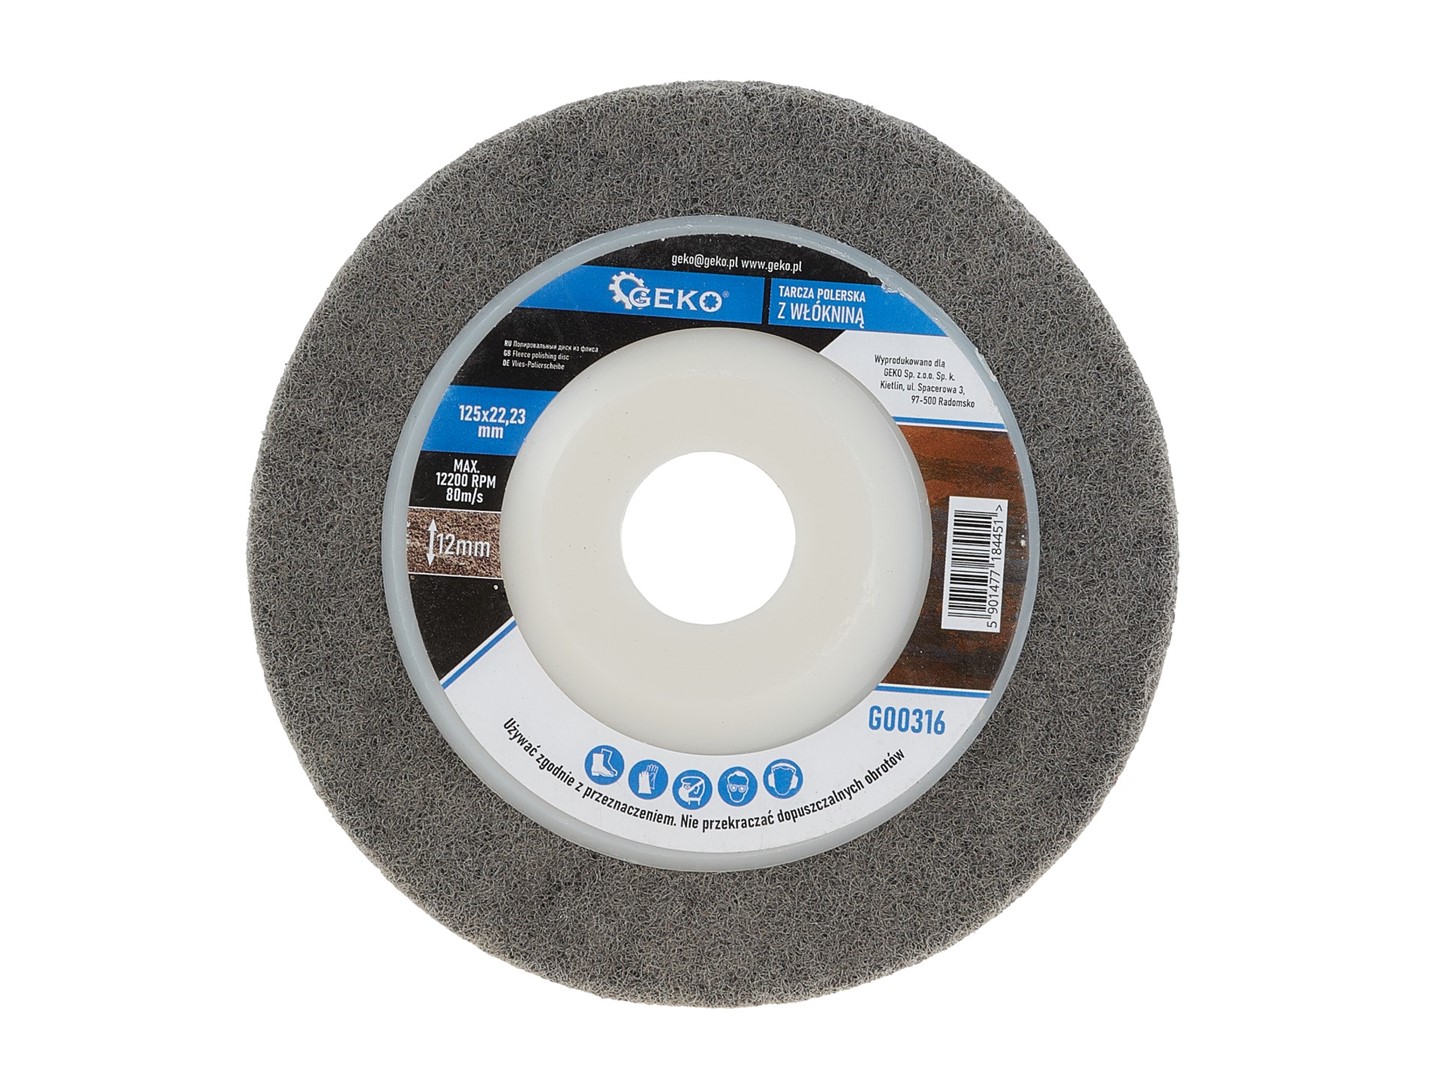 geko@geko.pl www.geko.pl
GEKO®
TARCZA POLERSKA
Z WŁÓKNINĄ
RU Полировальный диск из флиса
GB Fleece polishing disc
DE Vlies-Polierscheibe
Wyprodukowano dla
GEKO Sp. z.o.o. Sp. k.
Kietlin, ul. Spacerowa 3,
97-500 Radomsko
125x22,23
mm
MAX.
12200 RPM
80m/s
12mm
5 901477 184451 >
G00316
Używać zgodnie z przeznaczeniem. Nie przekraczać dopuszczalnych obrotów